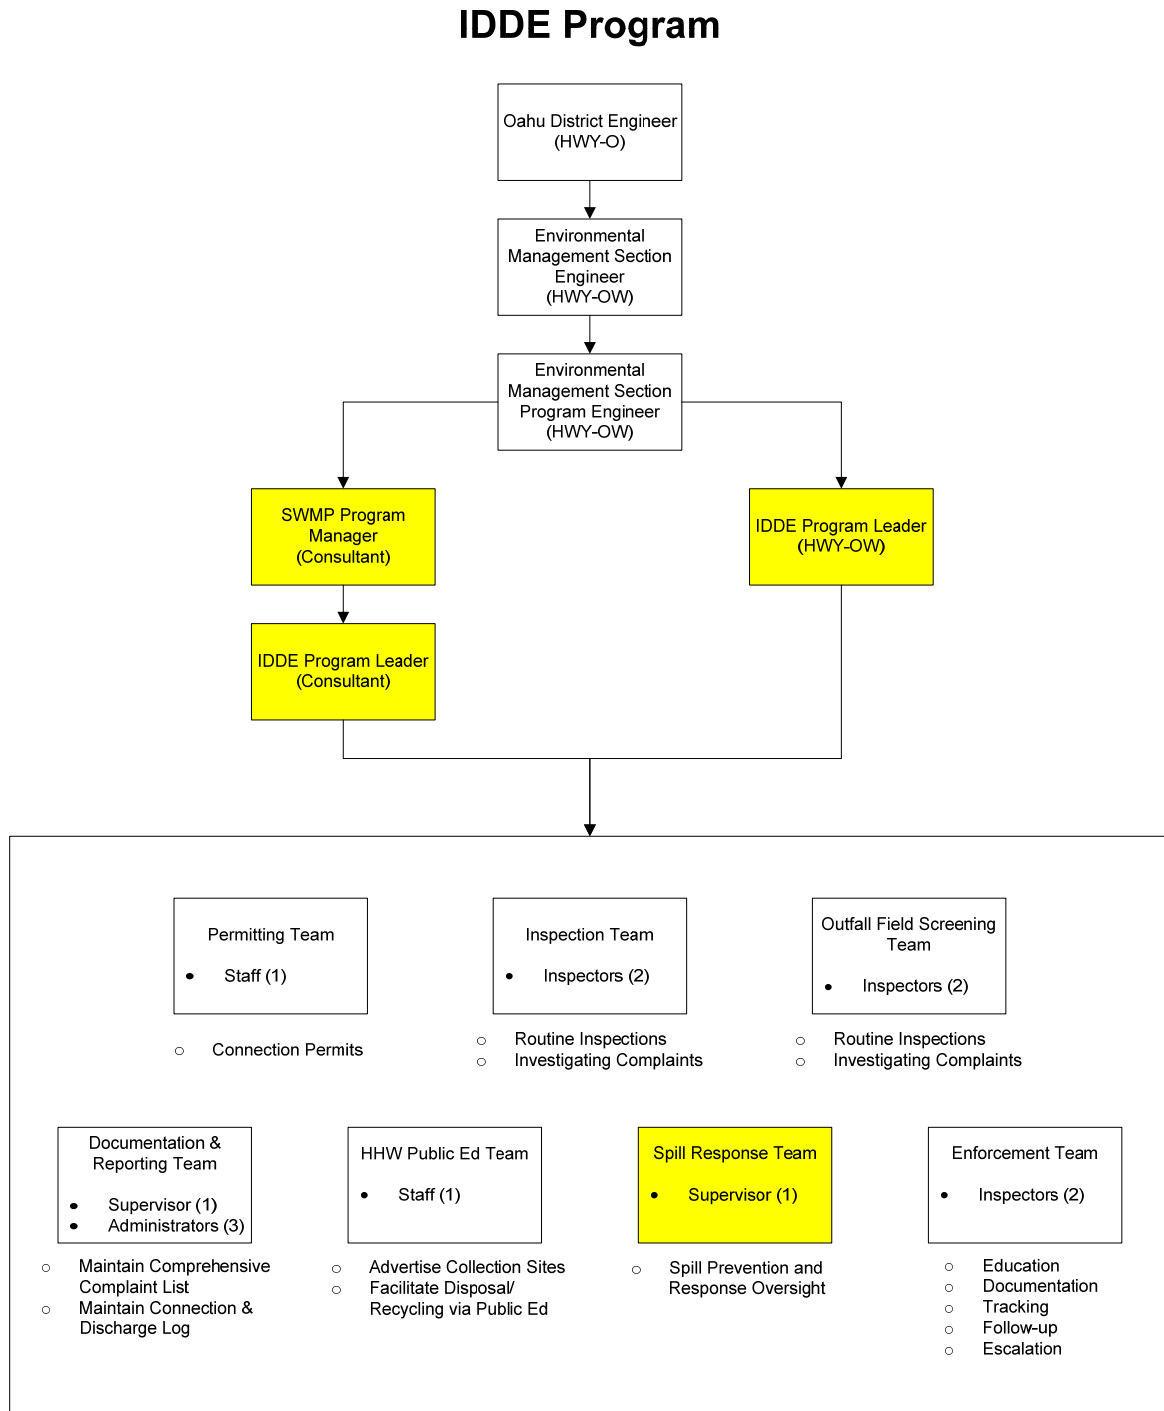 IDDE Program
Oahu District Engineer
(HWY-O)
Environmental
Management Section
Engineer
(HWY-OW)
Environmental
Management Section
Program Engineer
(HWY-OW)
SWMP Program
Manager
(Consultant)
IDDE Program Leader
(HWY-OW)
IDDE Program Leader
(Consultant)
Permitting Team
• Staff (1)
○ Connection Permits
Inspection Team
• Inspectors (2)
○ Routine Inspections
○ Investigating Complaints
Outfall Field Screening
Team
• Inspectors (2)
○ Routine Inspections
○ Investigating Complaints
Documentation &
Reporting Team
• Supervisor (1)
• Administrators (3)
○ Maintain Comprehensive
Complaint List
○ Maintain Connection &
Discharge Log
HHW Public Ed Team
• Staff (1)
○ Advertise Collection Sites
○ Facilitate Disposal/
Recycling via Public Ed
Spill Response Team
• Supervisor (1)
○ Spill Prevention and
Response Oversight
Enforcement Team
• Inspectors (2)
○ Education
○ Documentation
○ Tracking
○ Follow-up
○ Escalation